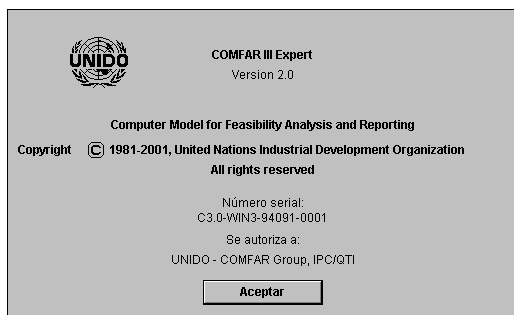 UNIDO
COMFAR III Expert
Version 2.0
Computer Model for Feasibility Analysis and Reporting
Copyright © 1981-2001, United Nations Industrial Development Organization
All rights reserved
Número serial:
C3.0-WIN3-94091-0001
Se autoriza a:
UNIDO - COMFAR Group, IPC/QTI
Aceptar